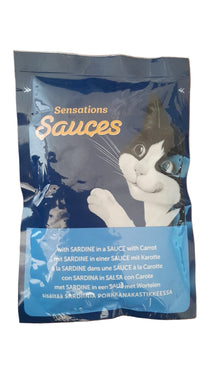 Sensations
Sauces
with SARDINE in a SAUCE with Carrot
mit SARDINE in einer SAUCE mit Karotte
à la SARDINE dans une SAUCE à la Carotte
con SARDINA in SALSA con Carote
met SARDINE in een SAUS met Wortelen
sisältää SARDIINIA PORKKANAKASTIKKEESSA